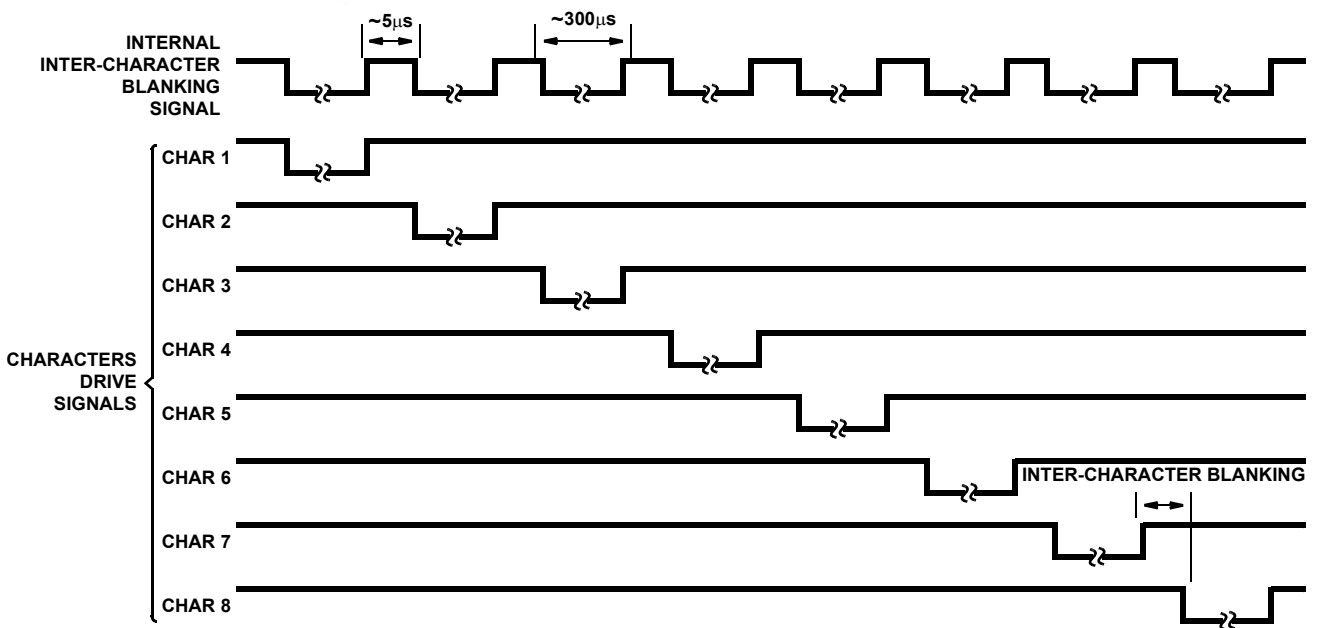 ~5μs
~300μs
INTERNAL
INTER-CHARACTER
BLANKING
SIGNAL
CHARACTERS
DRIVE
SIGNALS
CHAR 1
CHAR 2
CHAR 3
CHAR 4
CHAR 5
CHAR 6
INTER-CHARACTER BLANKING
CHAR 7
CHAR 8